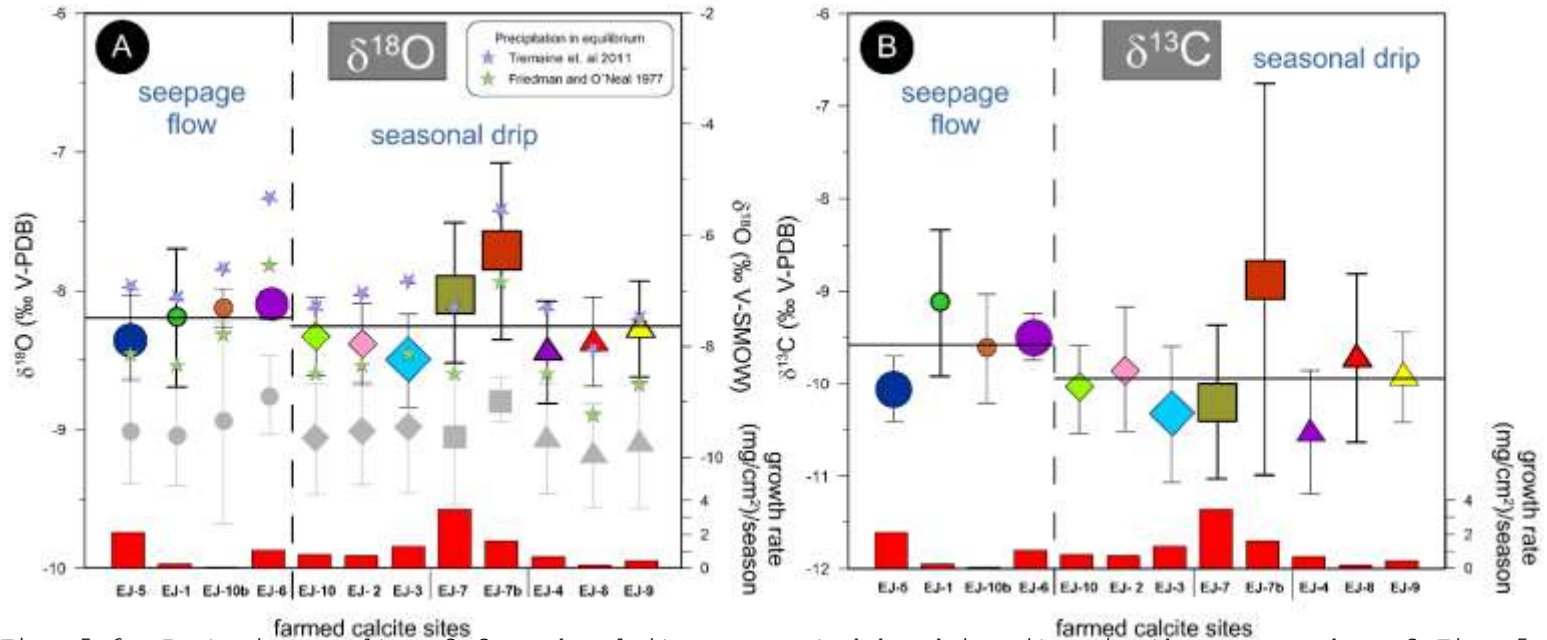 A
δ18O
Precipitation in equilibrium
Tremaine et. al 2011
Friedman and O´Neal 1977
seepage
flow
seasonal drip
-6
-7
-8
-9
-10
δ18O (‰ V-PDB)
-2
-4
-6
-8
-10
δ18O (‰ V-SMOW)
4
2
0
growth rate
(mg/cm2)/season
EJ-5 EJ-1 EJ-10b EJ-6 EJ-10 EJ- 2 EJ-3 EJ-7 EJ-7b EJ-4 EJ-8 EJ-9
farmed calcite sites
B
δ13C
seepage
flow
seasonal drip
-6
-7
-8
-9
-10
-11
-12
δ13C (‰ V-PDB)
4
2
0
growth rate
(mg/cm2)/season
EJ-5 EJ-1 EJ-10b EJ-6 EJ-10 EJ- 2 EJ-3 EJ-7 EJ-7b EJ-4 EJ-8 EJ-9
farmed calcite sites